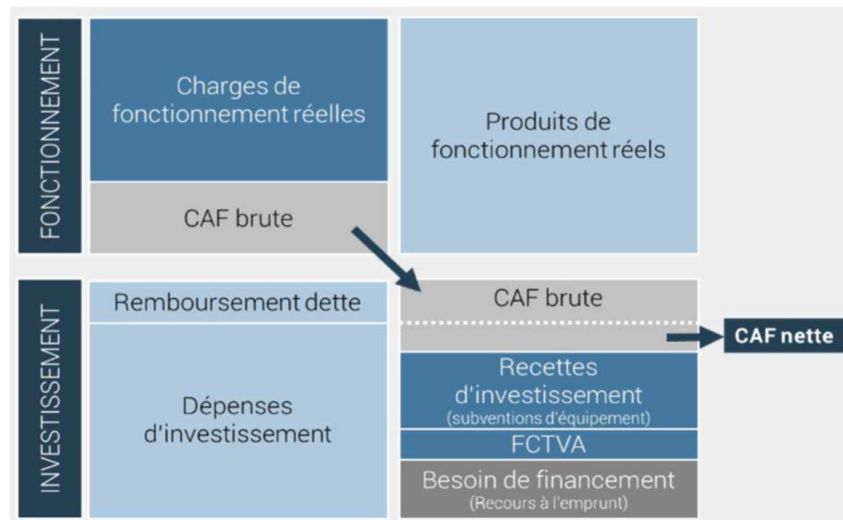 FONCTIONNEMENT
Charges de
fonctionnement réelles
CAF brute
Produits de
fonctionnement réels
INVESTISSEMENT
Remboursement dette
Dépenses
d'investissement
CAF brute
CAF nette
Recettes
d'investissement
(subventions d'équipement)
FCTVA
Besoin de financement
(Recours à l'emprunt)